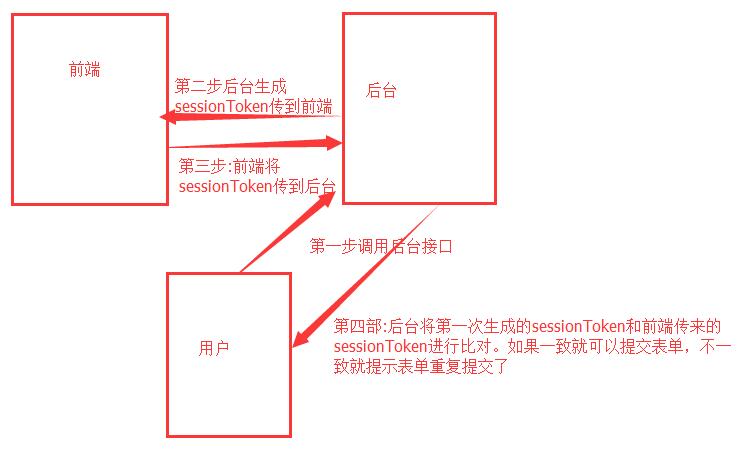 前端
后台
第二步后台生成
sessionToken传到前端
第三步:前端将
sessionToken传到后台
第一步调用后台接口
用户
第四部:后台将第一次生成的sessionToken和前端传来的
sessionToken进行比对。如果一致就可以提交表单，不一
致就提示表单重复提交了